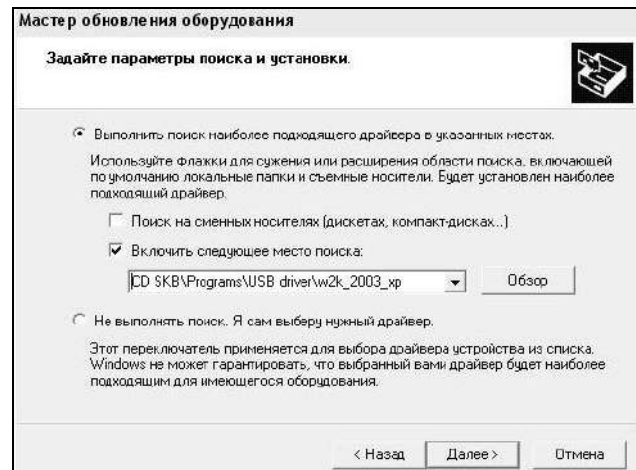 Мастер обновления оборудования
Задайте параметры поиска и установки.
Выполнить поиск наиболее подходящего драйвера в указанных местах.
Используйте флажки для сужения или расширения области поиска, включающей
по умолчанию локальные папки и съемные носители. Будет установлен наиболее
подходящий драйвер.
Поиск на сменных носителях (дискетах, компакт-дисках...)
Включить следующее место поиска:
CD SKB\Programs\USB driver\w2k_2003_xp
Обзор
Не выполнять поиск. Я сам выберу нужный драйвер.
Этот переключатель применяется для выбора драйвера устройства из списка.
Windows не может гарантировать, что выбранный вами драйвер будет наиболее
подходящим для имеющегося оборудования.
< Назад
Далее >
Отмена